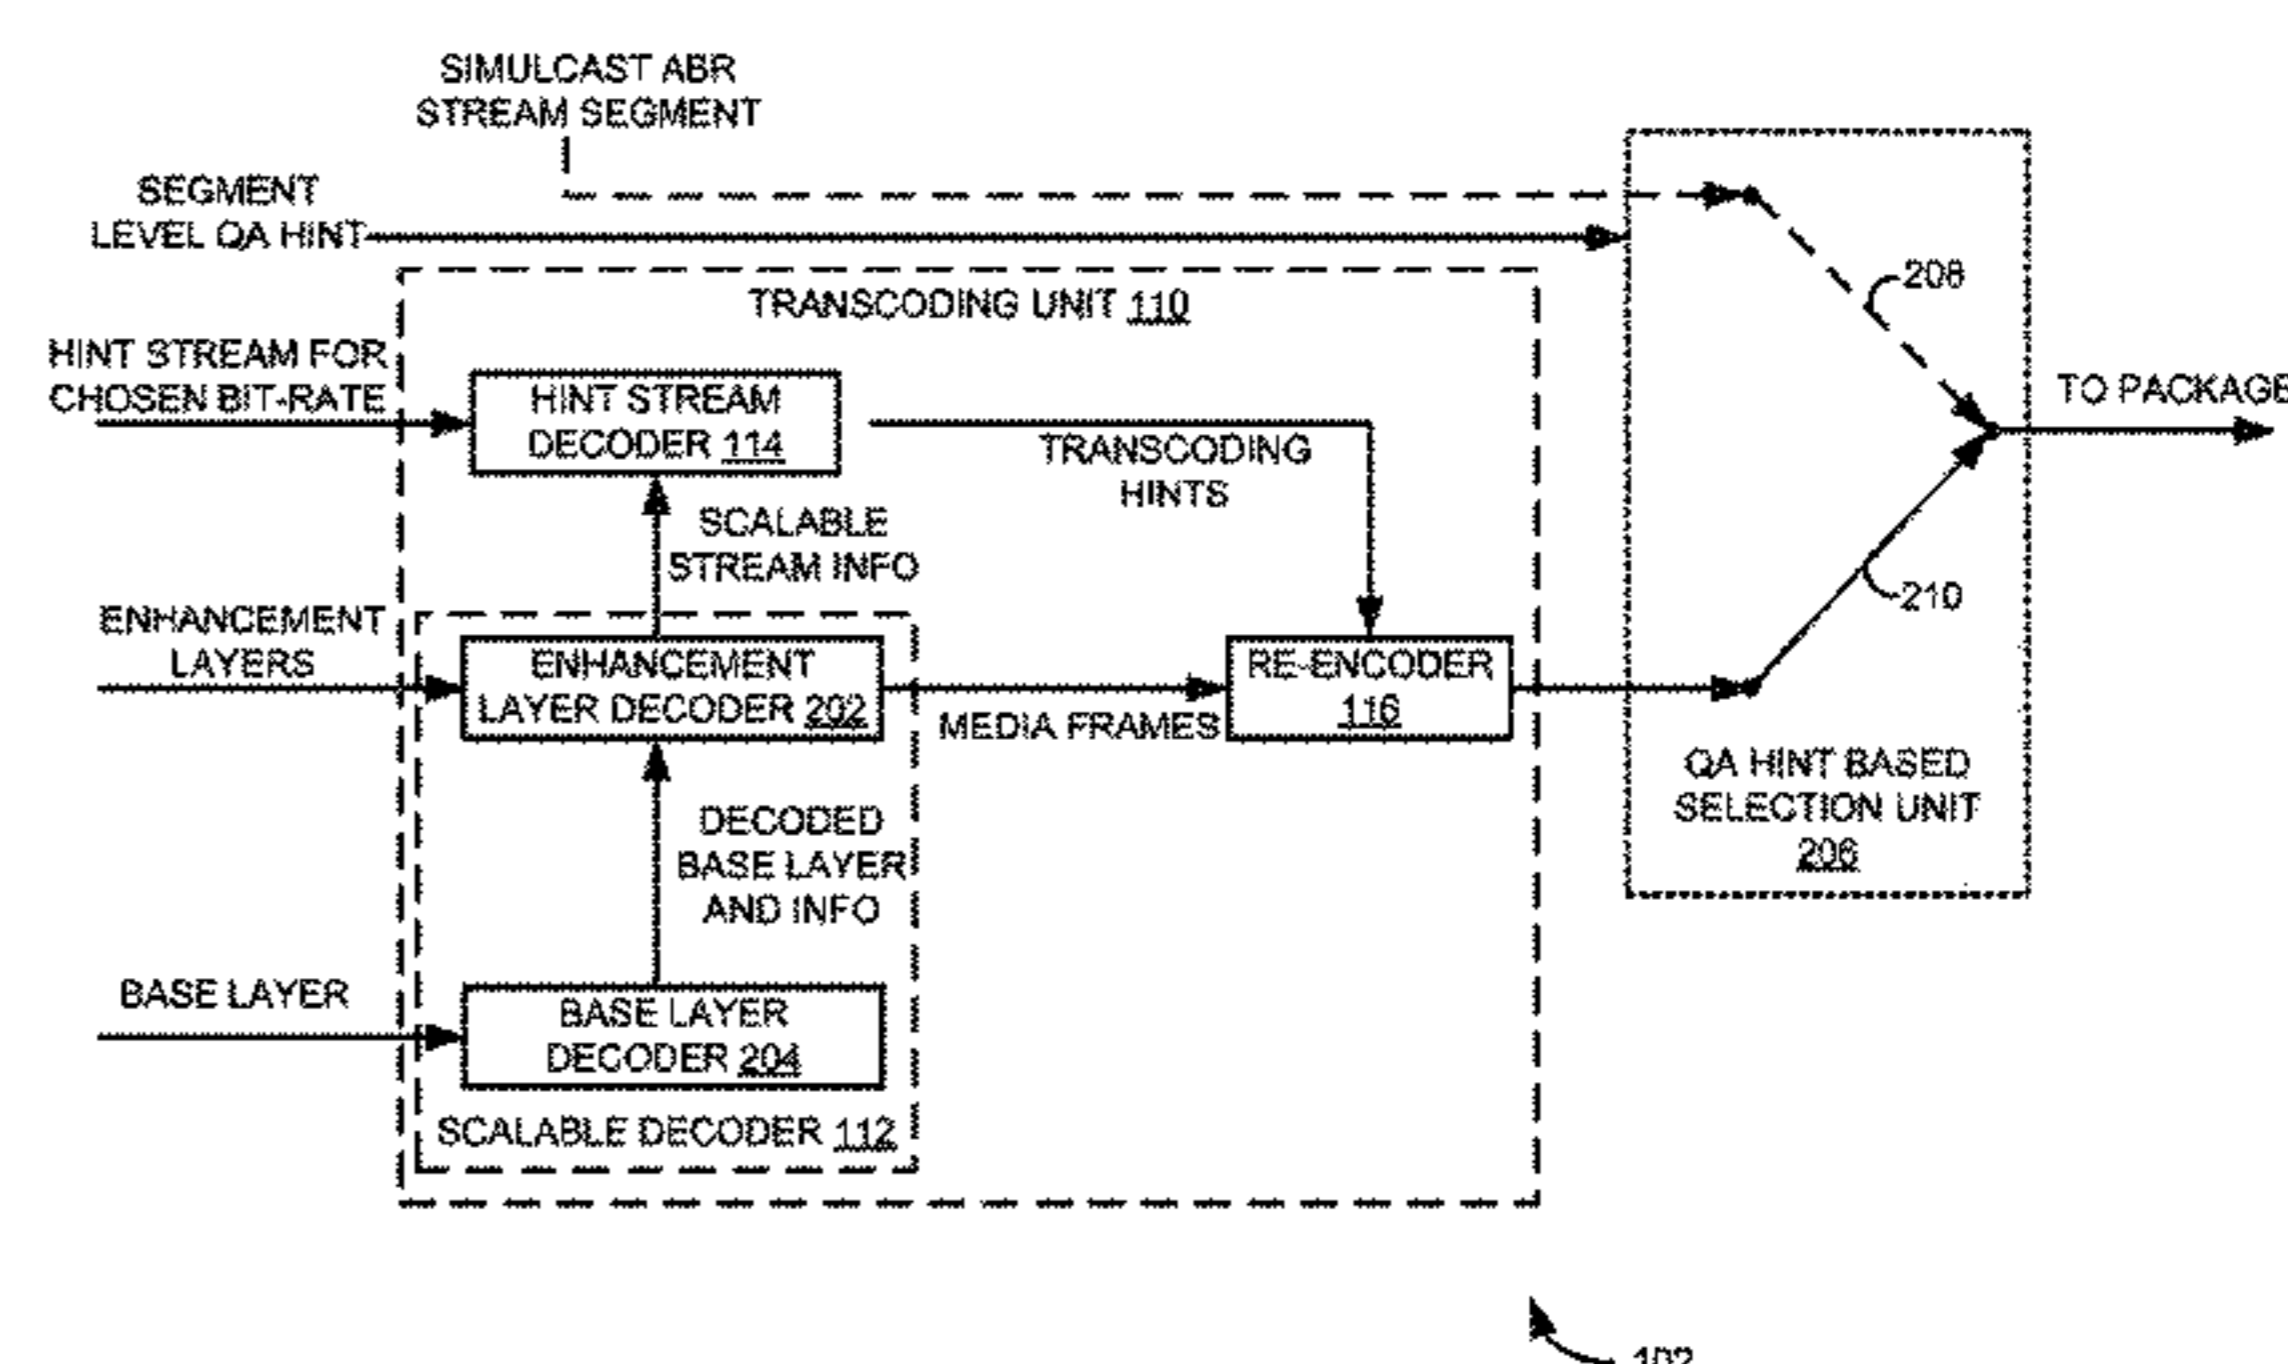 SIMULCAST ABR
STREAM SEGMENT
SEGMENT
LEVEL QA HINT
TRANSCODING UNIT 110
208
HINT STREAM FOR
CHOSEN BIT-RATE
HINT STREAM
DECODER 114
TO PACKAGE
TRANSCODING
HINTS
SCALABLE
STREAM INFO
210
ENHANCEMENT
LAYERS
ENHANCEMENT
LAYER DECODER 202
MEDIA FRAMES
RE-ENCODER
116
QA HINT BASED
SELECTION UNIT
206
DECODED
BASE LAYER
AND INFO
BASE LAYER
BASE LAYER
DECODER 204
SCALABLE DECODER 112
102